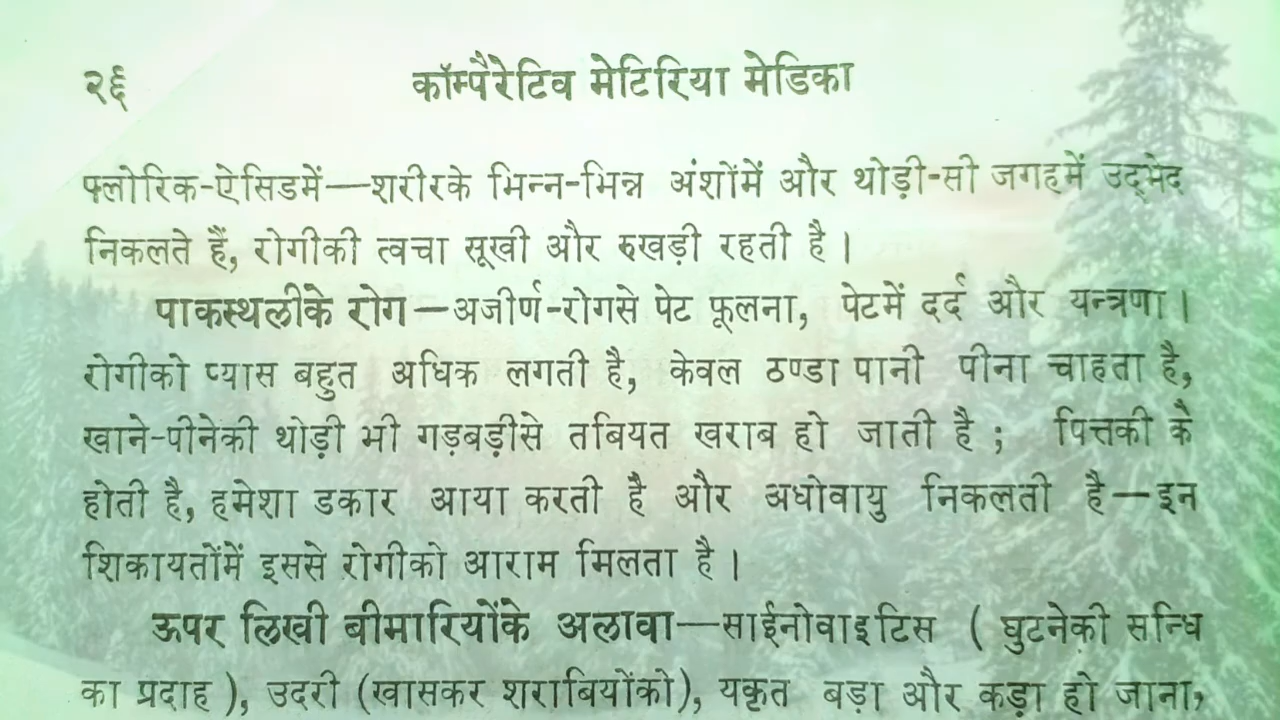 २६ कॉम्पैरेटिव मेटिरिया मेडिका
फ्लोरिक-ऐसिडमें—शरीरके भिन्न-भिन्न अंशोंमें और थोड़ी-सी जगहमें उद्भेद
निकलते हैं, रोगीकी त्वचा सूखी और रुखड़ी रहती है।
पाकस्थलीके रोग—अजीर्ण-रोगसे पेट फूलना, पेटमें दर्द और यन्त्रणा।
रोगीको प्यास बहुत अधिक लगती है, केवल ठण्डा पानी पीना चाहता है,
खाने-पीनेकी थोड़ी भी गड़बड़ीसे तबियत खराब हो जाती है; पित्तकी कै
होती है, हमेशा डकार आया करती है और अधोवायु निकलती है—इन
शिकायतोंमें इससे रोगीको आराम मिलता है।
ऊपर लिखी बीमारियोंके अलावा—साईनोवाइटिस (घुटनेकी सन्धि
का प्रदाह), उदरी (खासकर शराबियोंको), यकृत बड़ा और कड़ा हो जाना,